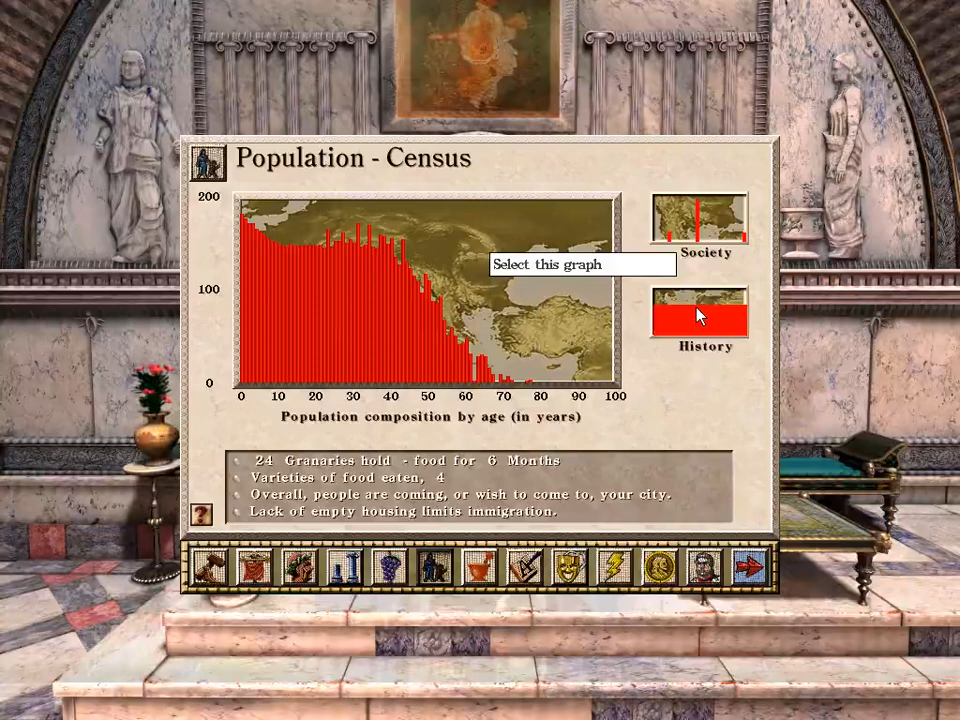 Population - Census
200
100
0
Select this graph
Society
History
0 10 20 30 40 50 60 70 80 90 100
Population composition by age (in years)
24 Granaries hold - food for 6 Months
Varieties of food eaten, 4
Overall, people are coming, or wish to come to, your city.
Lack of empty housing limits immigration.
?